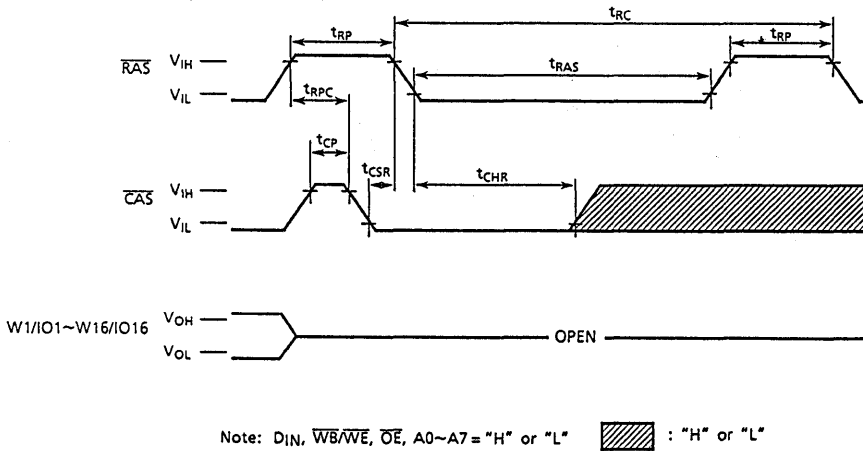 tRC
tRP
tRP
RAS VIH
VIL
tRAS
tRPC
tCP
tCSR
tCHR
CAS VIH
VIL
W1/IO1~W16/IO16 VOH
VOL
OPEN
Note: DIN, WB/WE, OE, A0~A7 = "H" or "L" : "H" or "L"